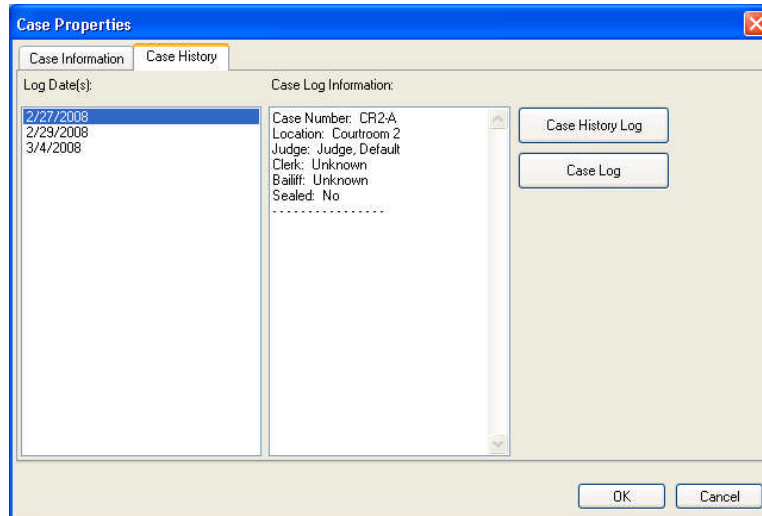 Case Properties
Case Information
Case History
Log Date(s):
2/27/2008
2/29/2008
3/4/2008
Case Log Information:
Case Number: CR2-A
Location: Courtroom 2
Judge: Judge, Default
Clerk: Unknown
Bailiff: Unknown
Sealed: No
- - - - - - - - - - - - - - - -
Case History Log
Case Log
OK
Cancel